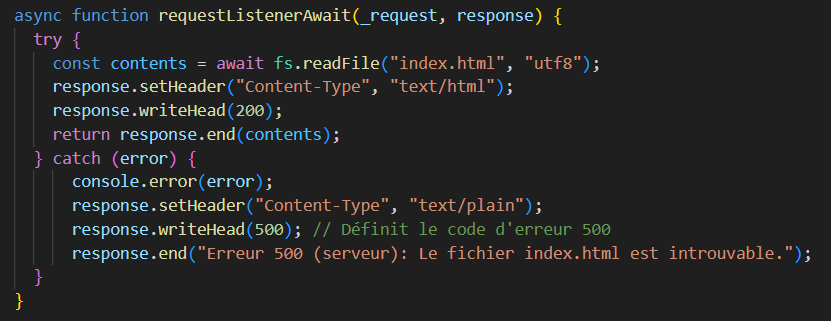 async function requestListenerAwait(_request, response) {
  try {
    const contents = await fs.readFile("index.html", "utf8");
    response.setHeader("Content-Type", "text/html");
    response.writeHead(200);
    return response.end(contents);
  } catch (error) {
      console.error(error);
      response.setHeader("Content-Type", "text/plain");
      response.writeHead(500); // Définit le code d'erreur 500
      response.end("Erreur 500 (serveur): Le fichier index.html est introuvable.");
  }
}